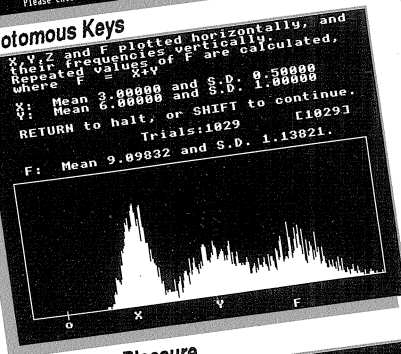 Please
otomous Keys
X,Y,Z and F plotted horizontally, and
their frequencies vertically.
Repeated values of F are calculated,
where F = X+Y
X: Mean 3.00000 and S.D. 0.50000
Y: Mean 6.00000 and S.D. 1.00000
RETURN to halt, or SHIFT to continue.
Trials:1029 [1029]
F: Mean 9.09832 and S.D. 1.13821.
0 X Y F